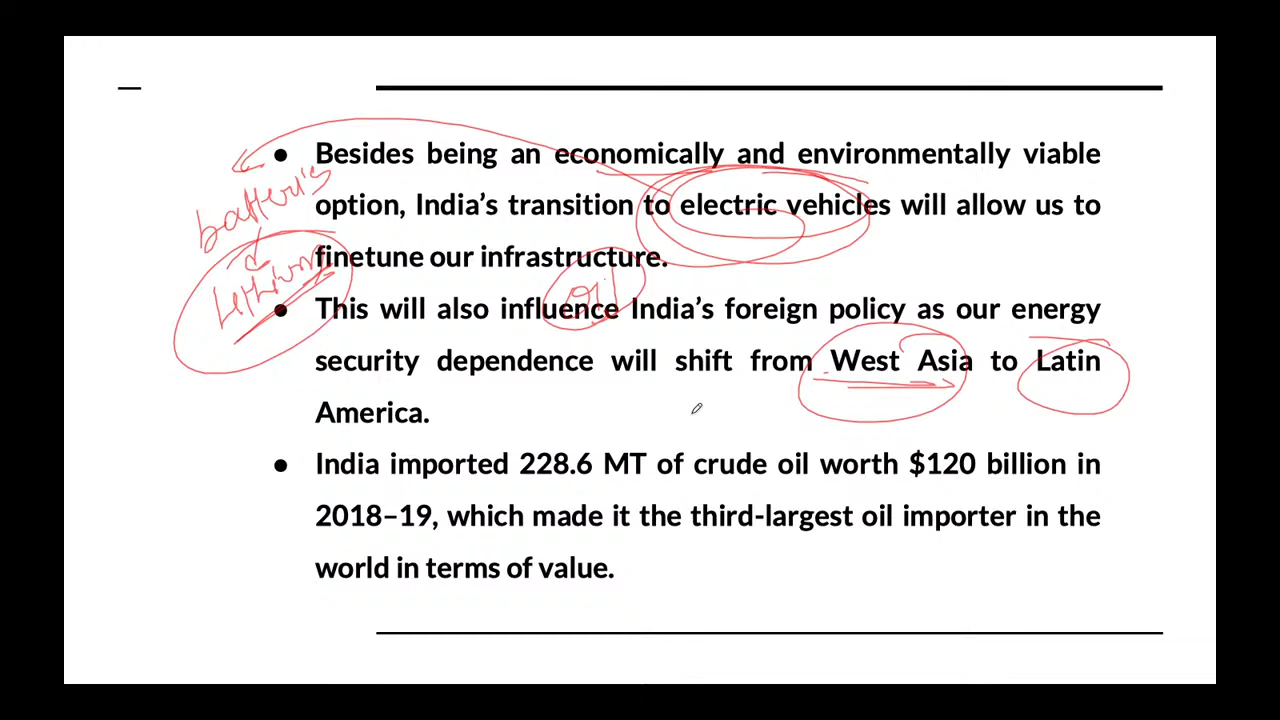 ● Besides being an economically and environmentally viable
batteri's
option, India's transition to electric vehicles will allow us to
finetune our infrastructure.
Lethium
oil
● This will also influence India's foreign policy as our energy
security dependence will shift from West Asia to Latin
America.
● India imported 228.6 MT of crude oil worth $120 billion in
2018–19, which made it the third-largest oil importer in the
world in terms of value.